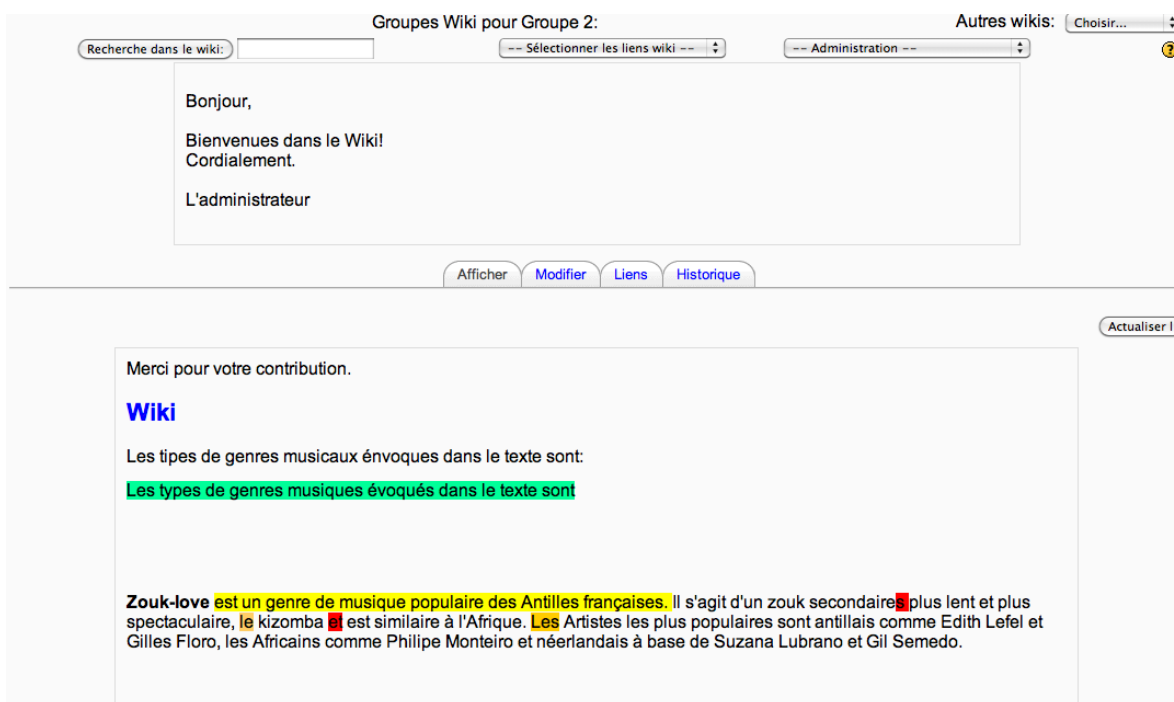 Groupes Wiki pour Groupe 2:
Autres wikis: Choisir...
Recherche dans le wiki:
-- Sélectionner les liens wiki --
-- Administration --
?
Bonjour,
Bienvenues dans le Wiki!
Cordialement.
L'administrateur
Afficher
Modifier
Liens
Historique
Actualiser l
Merci pour votre contribution.
Wiki
Les tipes de genres musicaux énvoques dans le texte sont:
Les types de genres musiques évoqués dans le texte sont
Zouk-love est un genre de musique populaire des Antilles françaises. Il s'agit d'un zouk secondaires plus lent et plus
spectaculaire, le kizomba et est similaire à l'Afrique. Les Artistes les plus populaires sont antillais comme Edith Lefel et
Gilles Floro, les Africains comme Philipe Monteiro et néerlandais à base de Suzana Lubrano et Gil Semedo.